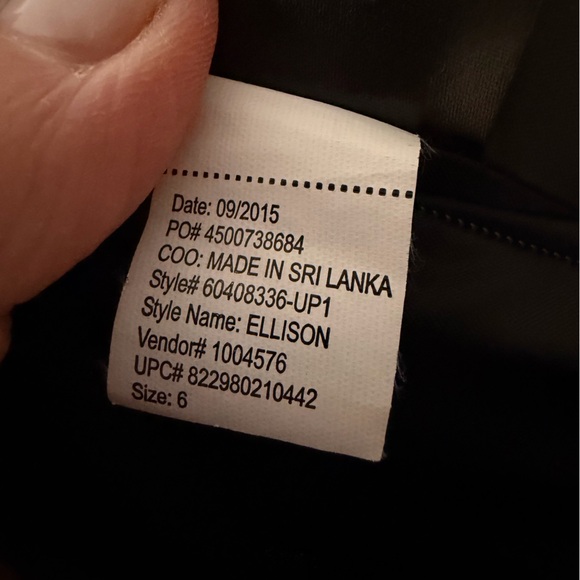 Date: 09/2015
PO# 4500738684
COO: MADE IN SRI LANKA
Style# 60408336-UP1
Style Name: ELLISON
Vendor# 1004576
UPC# 822980210442
Size: 6